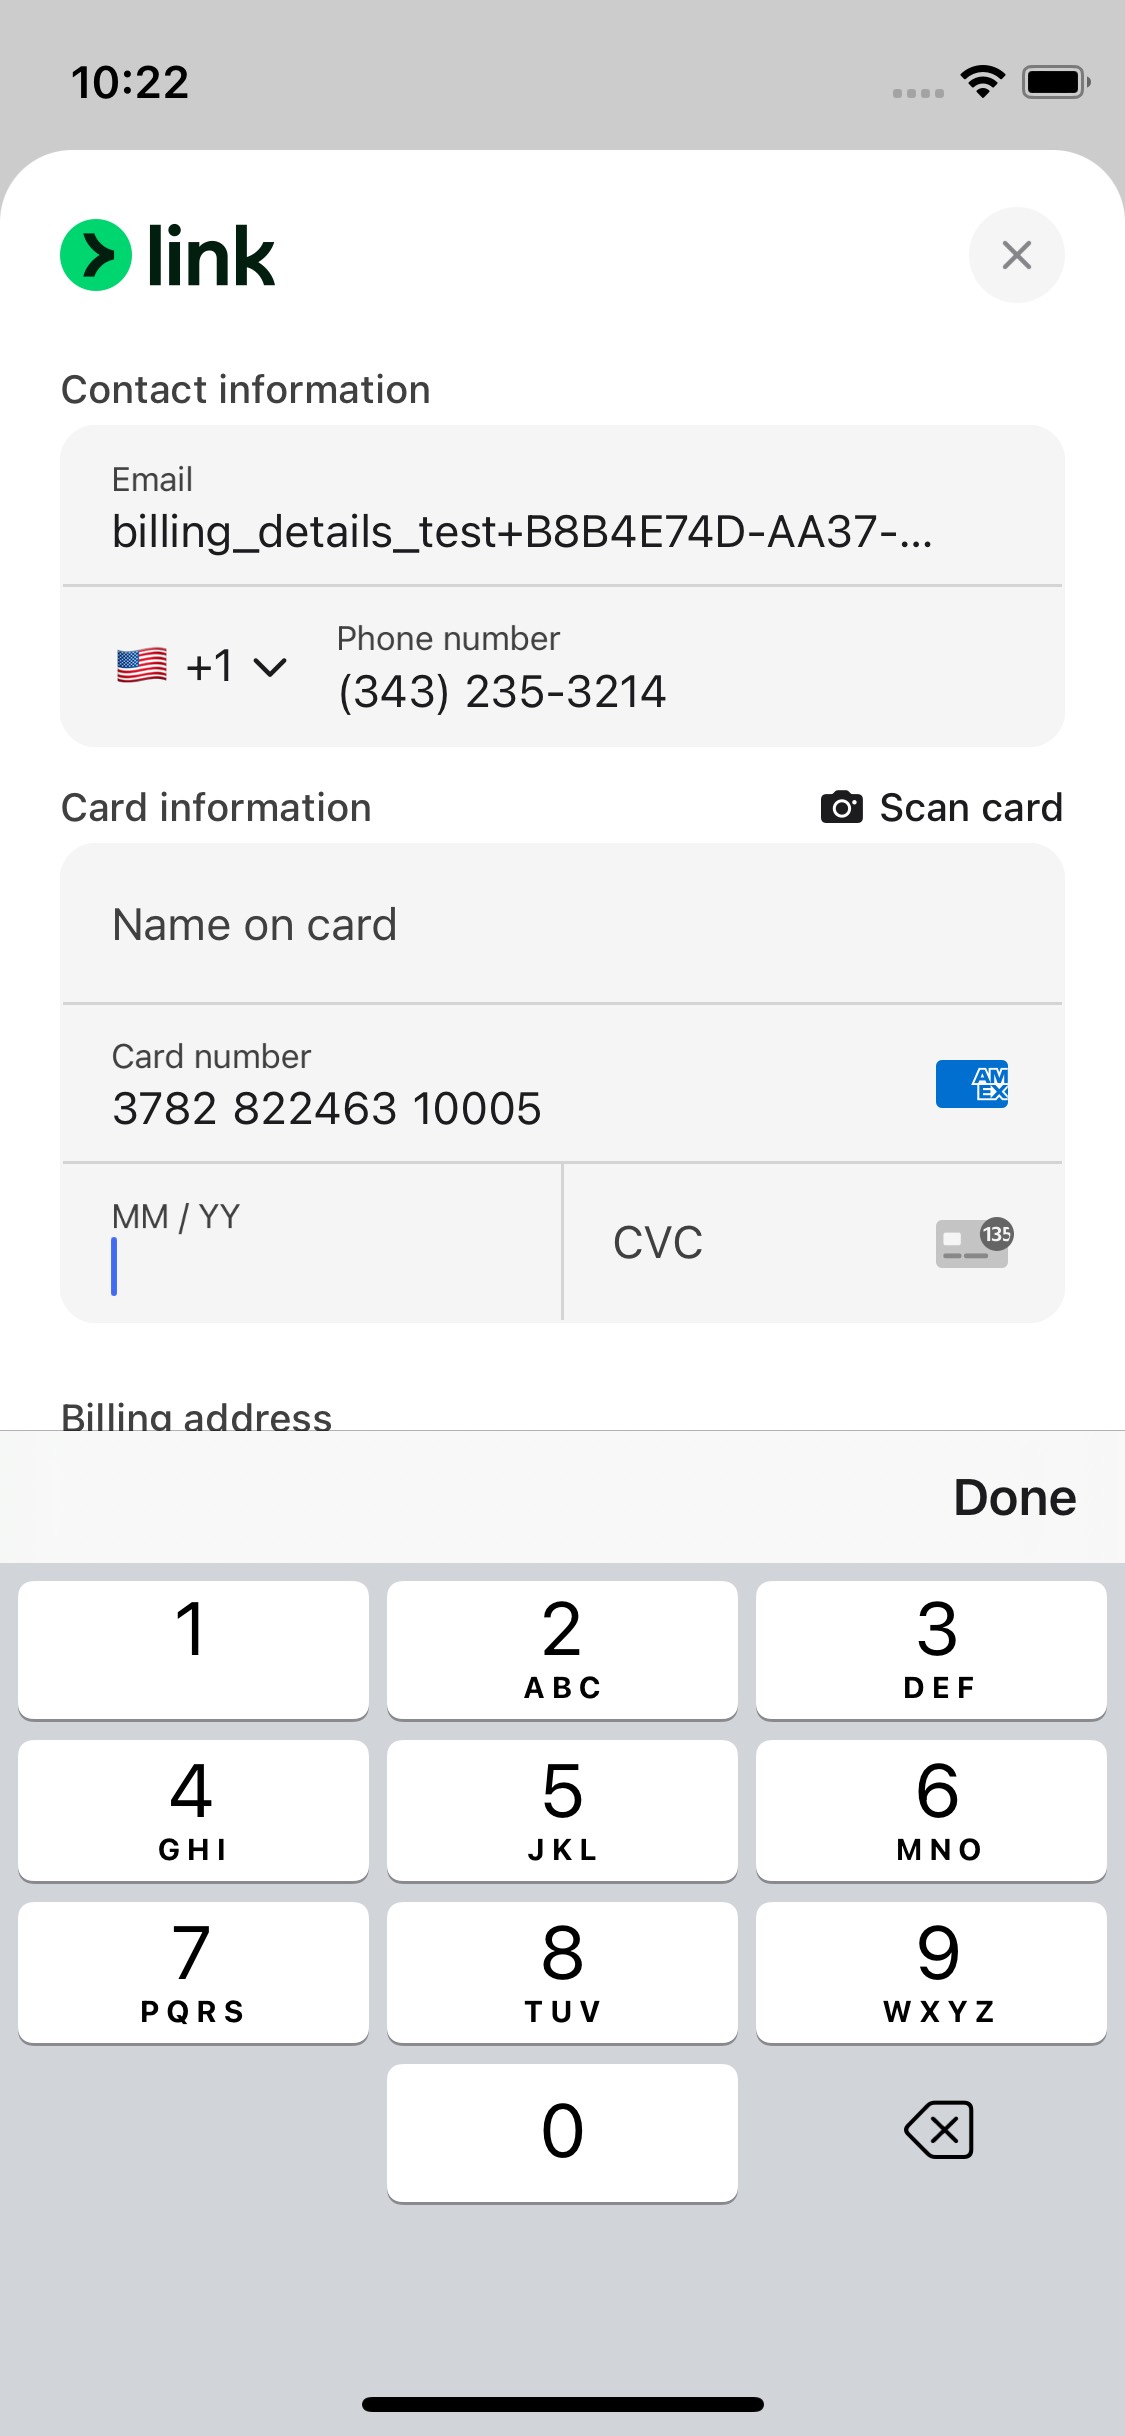 10:22
link
Contact information
Email
billing_details_test+B8B4E74D-AA37-...
+1
Phone number
(343) 235-3214
Card information
Scan card
Name on card
Card number
3782 822463 10005
AM
EX
MM / YY
CVC
135
Billing address
Done
1
2
ABC
3
DEF
4
GHI
5
JKL
6
MNO
7
PQRS
8
TUV
9
WXYZ
0